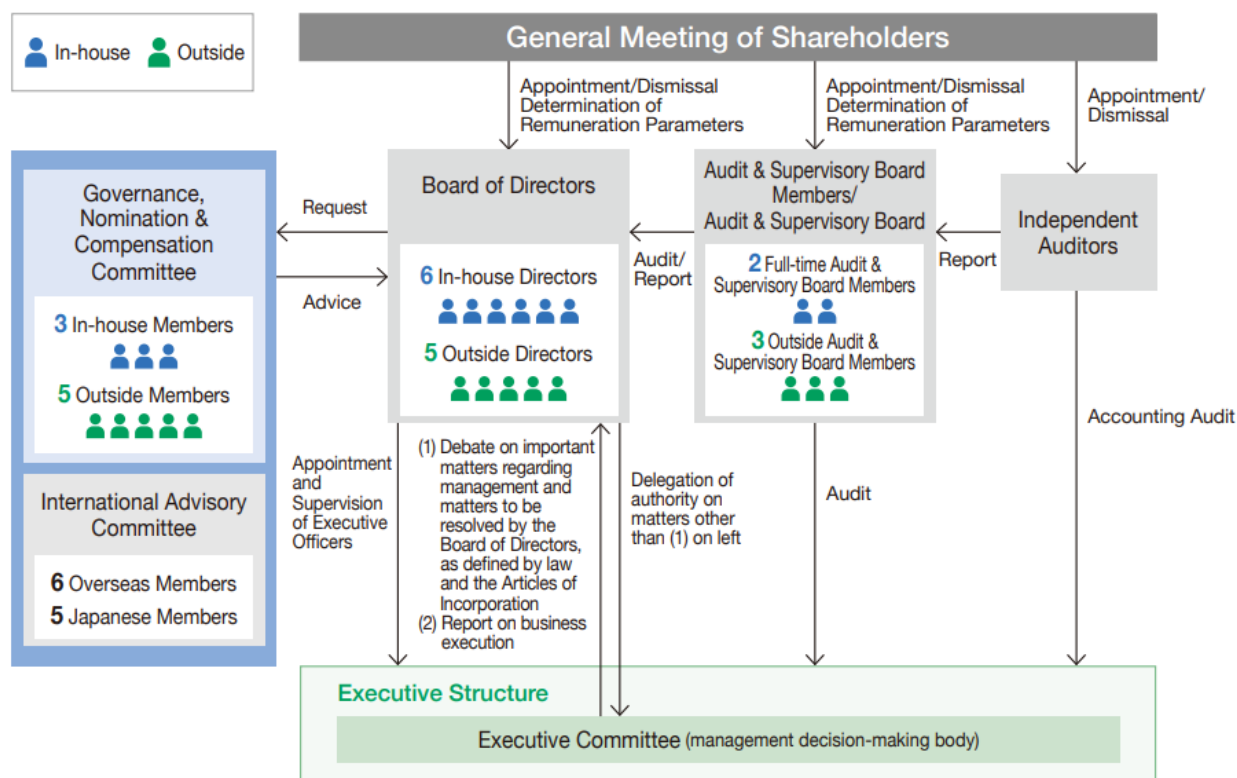 In-house
Outside
General Meeting of Shareholders
Appointment/Dismissal
Determination of
Remuneration Parameters
Appointment/Dismissal
Determination of
Remuneration Parameters
Appointment/
Dismissal
Governance,
Nomination &
Compensation
Committee
3 In-house Members
5 Outside Members
International Advisory
Committee
6 Overseas Members
5 Japanese Members
Request
Advice
Board of Directors
6 In-house Directors
5 Outside Directors
Audit/
Report
Audit & Supervisory Board
Members/
Audit & Supervisory Board
2 Full-time Audit &
Supervisory Board Members
3 Outside Audit &
Supervisory Board Members
Report
Independent
Auditors
Appointment
and
Supervision
of Executive
Officers
(1) Debate on important
matters regarding
management and
matters to be
resolved by the
Board of Directors,
as defined by law
and the Articles of
Incorporation
(2) Report on business
execution
Delegation of
authority on
matters other
than (1) on left
Audit
Accounting Audit
Executive Structure
Executive Committee (management decision-making body)